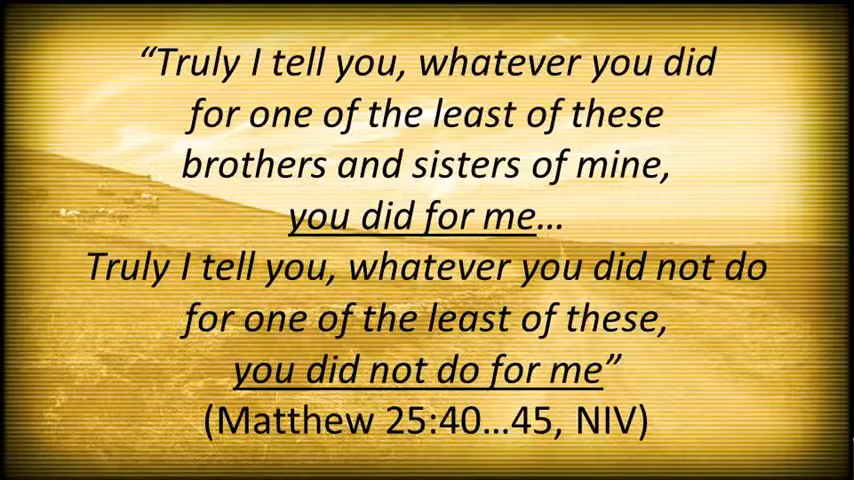 “Truly I tell you, whatever you did
for one of the least of these
brothers and sisters of mine,
you did for me…
Truly I tell you, whatever you did not do
for one of the least of these,
you did not do for me”
(Matthew 25:40…45, NIV)